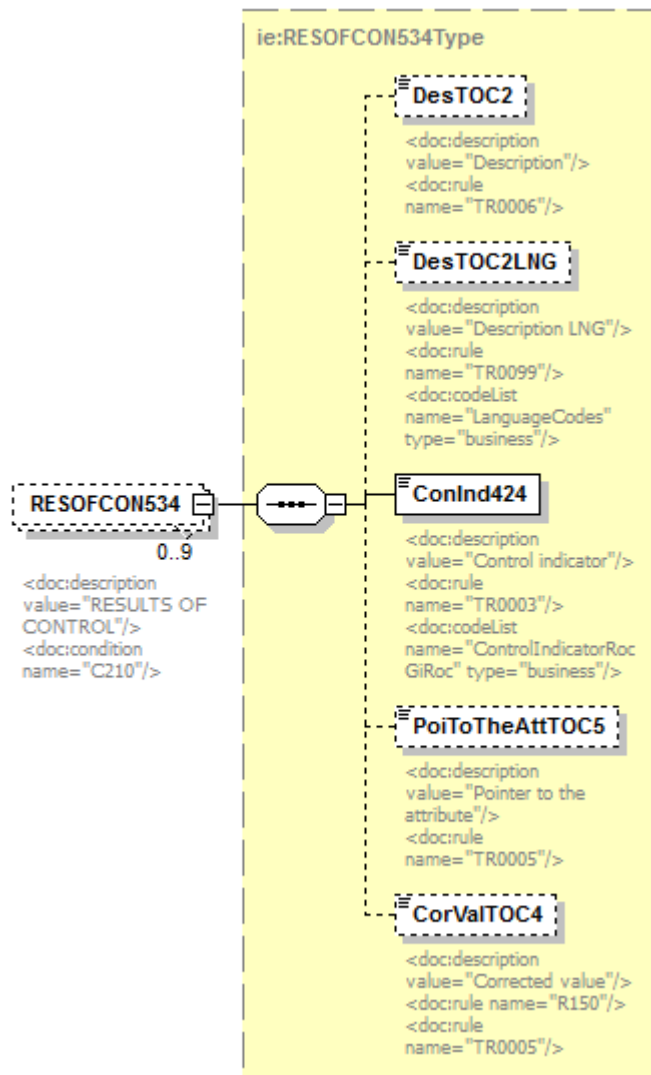 ie:RESOFCON534Type
DesTOC2
<doc:description
value="Description"/>
<doc:rule
name="TR0006"/>
DesTOC2LNG
<doc:description
value="Description LNG"/>
<doc:rule
name="TR0099"/>
<doc:codeList
name="LanguageCodes"
type="business"/>
RESOFCON534
0..9
<doc:description
value="RESULTS OF
CONTROL"/>
<doc:condition
name="C210"/>
ConInd424
<doc:description
value="Control indicator"/>
<doc:rule
name="TR0003"/>
<doc:codeList
name="ControlIndicatorRoc
GiRoc" type="business"/>
PoiToTheAttTOC5
<doc:description
value="Pointer to the
attribute"/>
<doc:rule
name="TR0005"/>
CorValTOC4
<doc:description
value="Corrected value"/>
<doc:rule name="R150"/>
<doc:rule
name="TR0005"/>